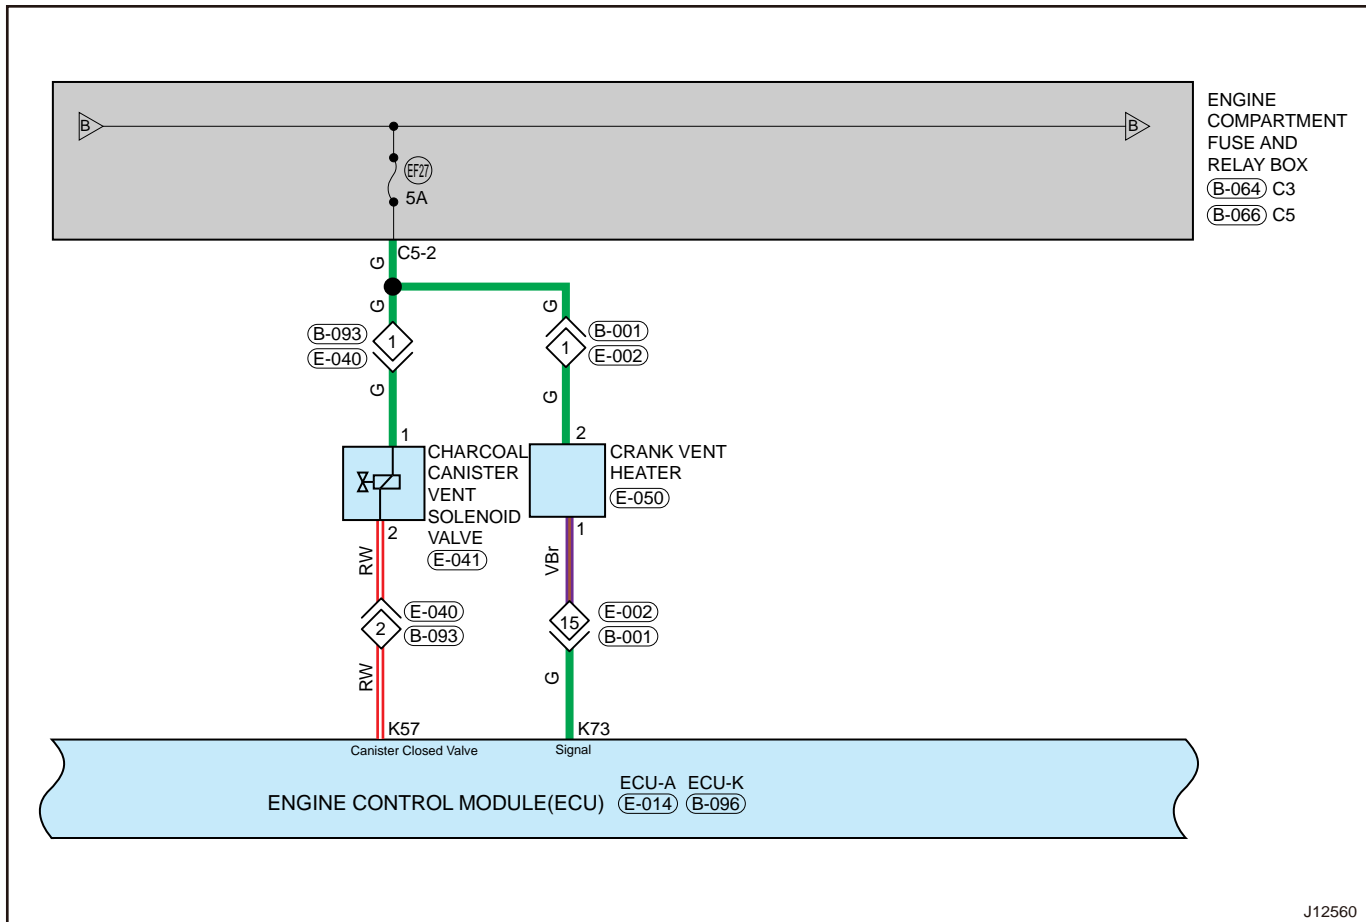 ENGINE
COMPARTMENT
FUSE AND
RELAY BOX
B-064 C3
B-066 C5
B
B
EF27
5A
C5-2
G
G
G
B-093
E-040
1
B-001
E-002
1
G
G
1
2
CHARCOAL
CANISTER
VENT
SOLENOID
VALVE
E-041
CRANK VENT
HEATER
E-050
2
1
RW
VBr
E-040
B-093
2
E-002
B-001
15
RW
G
K57
K73
Canister Closed Valve
Signal
ENGINE CONTROL MODULE(ECU)
ECU-A ECU-K
E-014 B-096
J12560